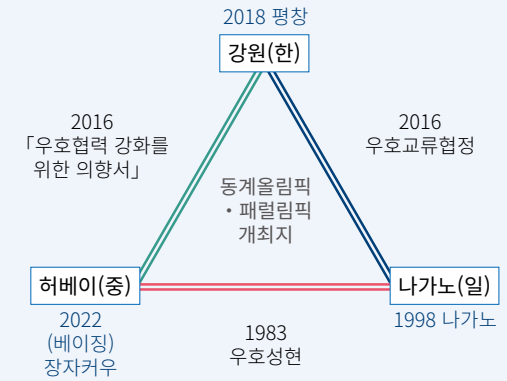 2018 평창
강원(한)
2016
「우호협력 강화를
위한 의향서」
2016
우호교류협정
동계올림픽
・패럴림픽
개최지
허베이(중)
2022
(베이징)
장자커우
나가노(일)
1998 나가노
1983
우호성현